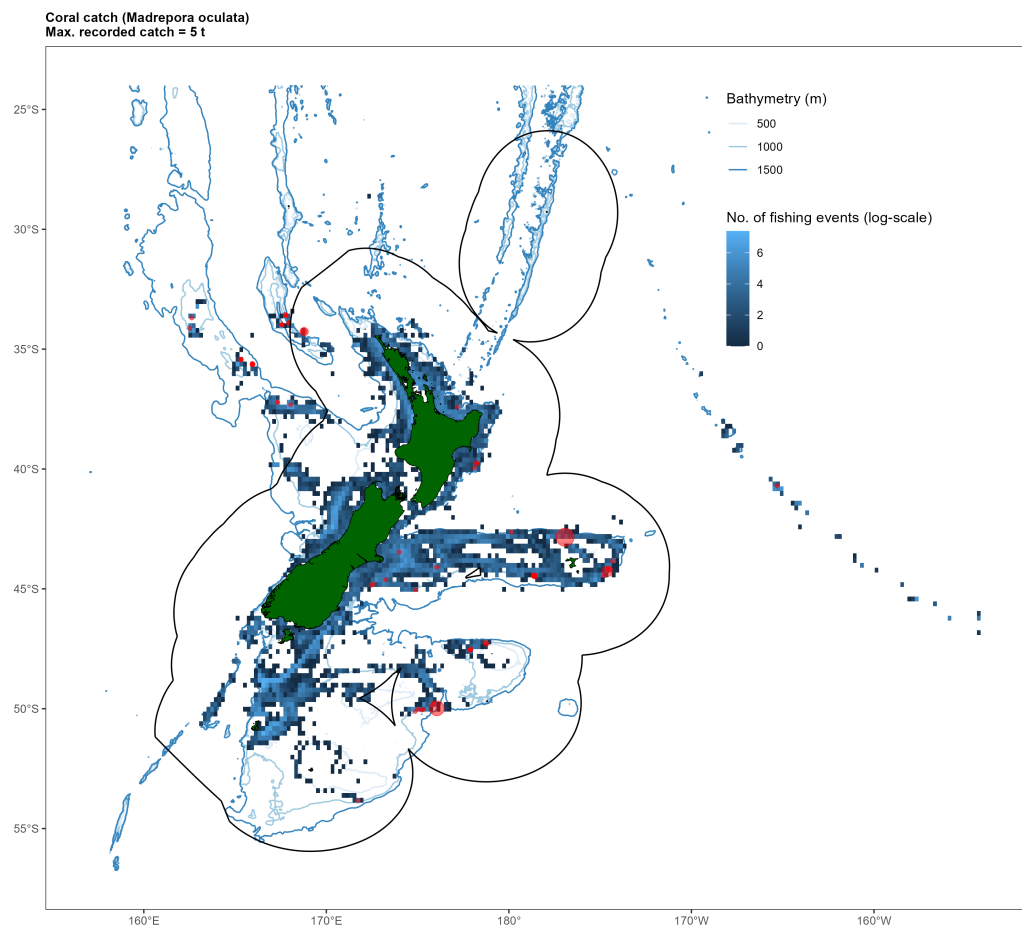 Coral catch (Madrepora oculata)
Max. recorded catch = 5 t
25°S
30°S
35°S
40°S
45°S
50°S
55°S
160°E
170°E
180°
170°W
160°W
Bathymetry (m)
500
1000
1500
No. of fishing events (log-scale)
6
4
2
0